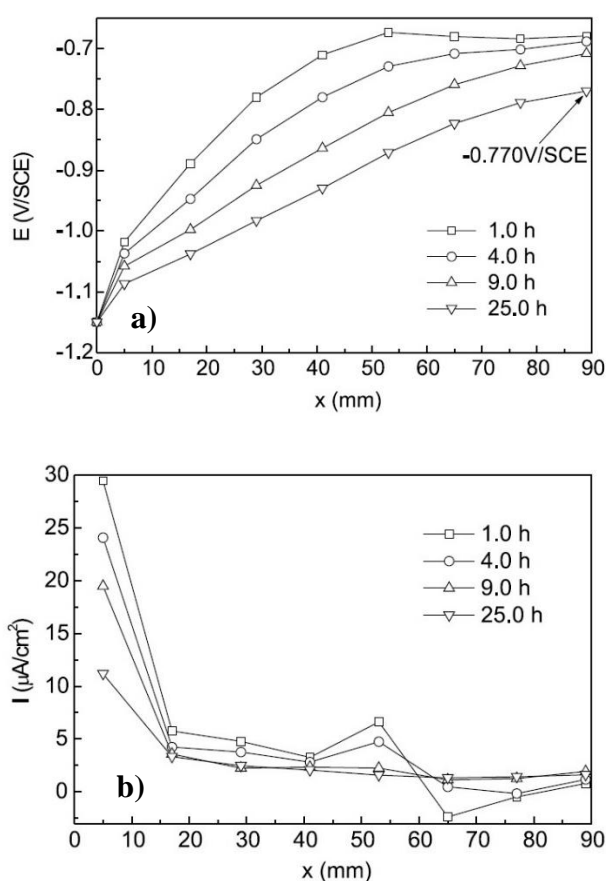 -0.7
-0.8
-0.9
-1.0
-1.1
-1.2
E (V/SCE)
-0.770V/SCE
1.0 h
4.0 h
9.0 h
25.0 h
a)
0 10 20 30 40 50 60 70 80 90
x (mm)
30
25
20
15
10
5
0
I (μA/cm²)
1.0 h
4.0 h
9.0 h
25.0 h
b)
0 10 20 30 40 50 60 70 80 90
x (mm)